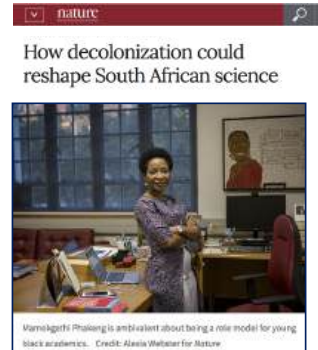 nature
How decolonization could
reshape South African science
Mamokgethi Phakeng is ambivalent about being a role model for young
black academics. Credit: Alexia Webster for Nature